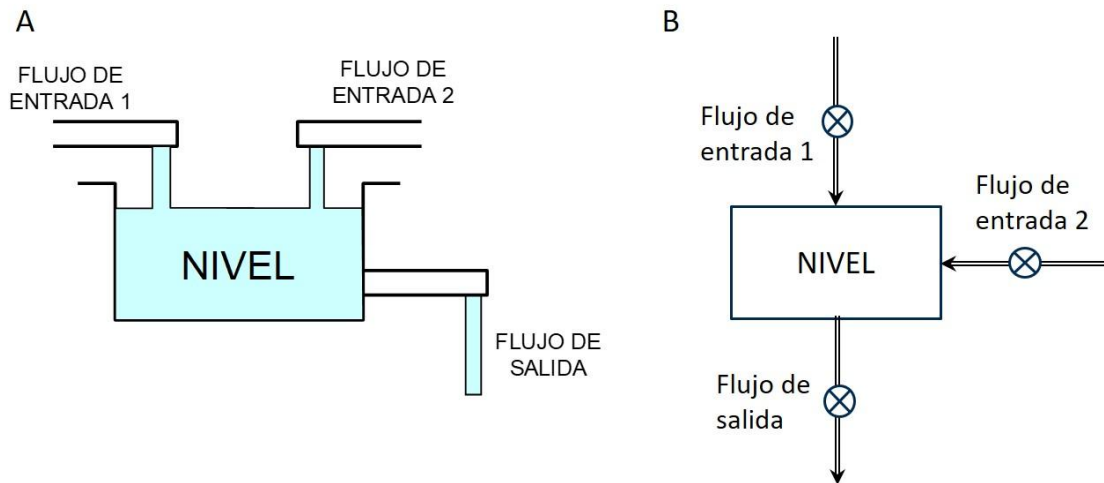 A
FLUJO DE
ENTRADA 1
FLUJO DE
ENTRADA 2
NIVEL
FLUJO DE
SALIDA
B
Flujo de
entrada 1
Flujo de
entrada 2
NIVEL
Flujo de
salida